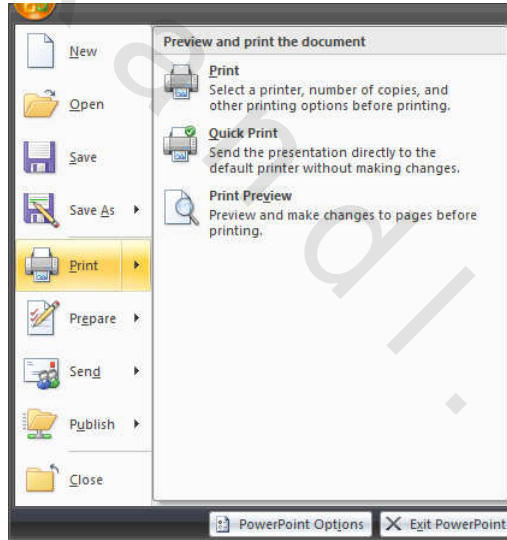 New
Open
Save
Save As
Print
Prepare
Send
Publish
Close
Preview and print the document
Print
Select a printer, number of copies, and
other printing options before printing.
Quick Print
Send the presentation directly to the
default printer without making changes.
Print Preview
Preview and make changes to pages before
printing.
PowerPoint Options
Exit PowerPoint